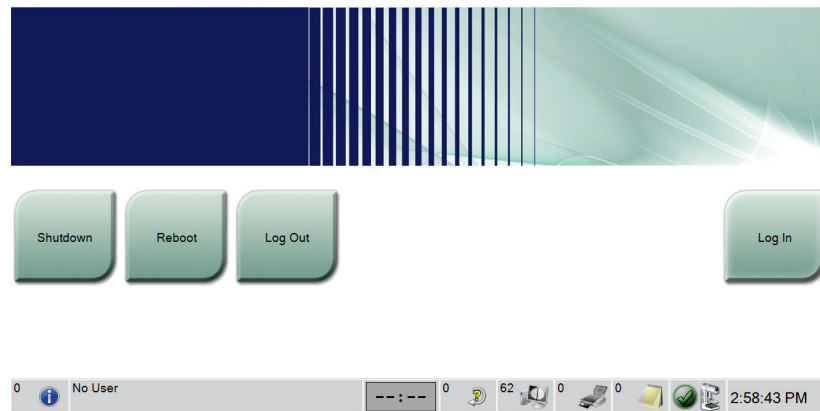 Shutdown
Reboot
Log Out
Log In
0
No User
--:--
0
62
0
0
2:58:43 PM